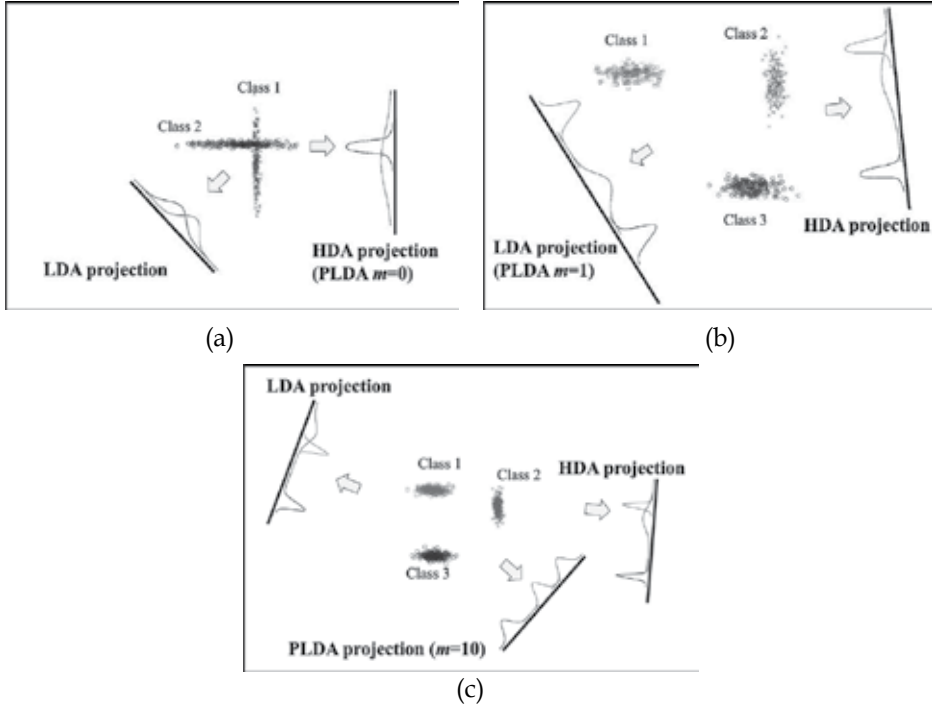 Class 1
Class 2
LDA projection
HDA projection
(PLDA m=0)
(a)
Class 1
Class 2
Class 3
LDA projection
(PLDA m=1)
HDA projection
(b)
LDA projection
Class 1
Class 2
HDA projection
Class 3
PLDA projection (m=10)
(c)